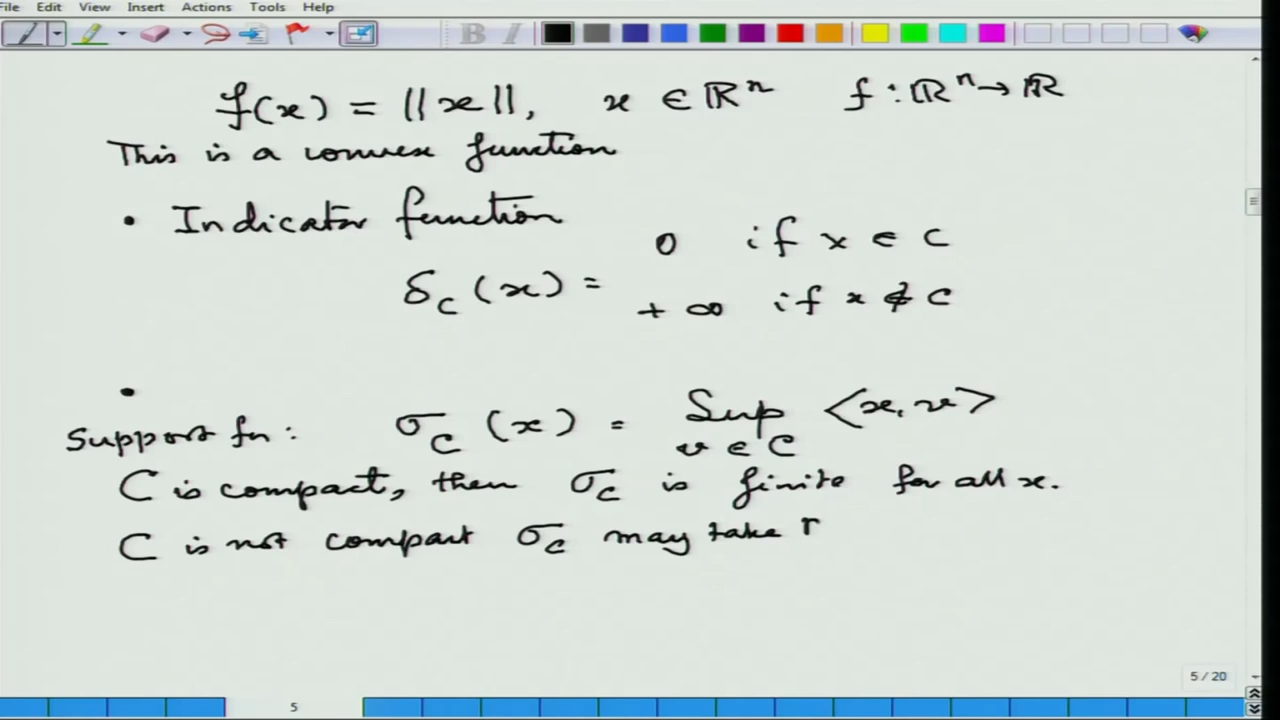 File Edit View Insert Actions Tools Help
B I
f(x) = ||x||, x ∈ ℝⁿ f : ℝⁿ → ℝ
This is a convex function
• Indicator function
0 if x ∈ C
δ_C (x) =
+ ∞ if x ∉ C
•
Support fn : σ_C (x) = Sup ⟨x, v⟩
v ∈ C
C is compact, then σ_C is finite for all x.
C is not compact σ_C may take
5 / 20
5